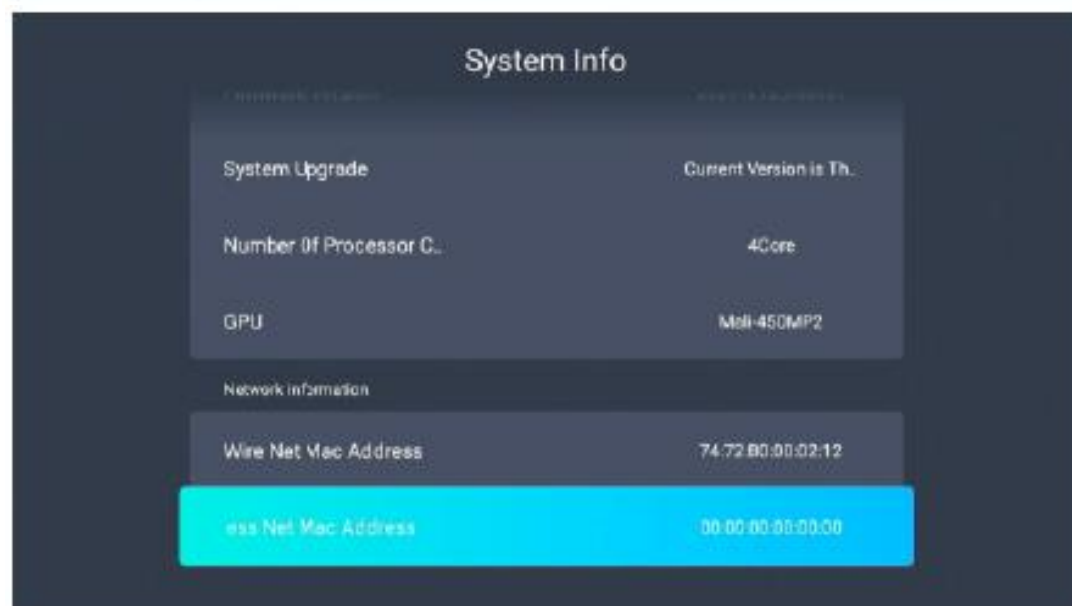 System Info
System Upgrade Current Version is Th..
Number 0f Processor C.. 4Core
GPU Mali-450MP2
Network information
Wire Net Mac Address 74:72:B0:00:02:12
ess Net Mac Address 00:00:00:00:00:00